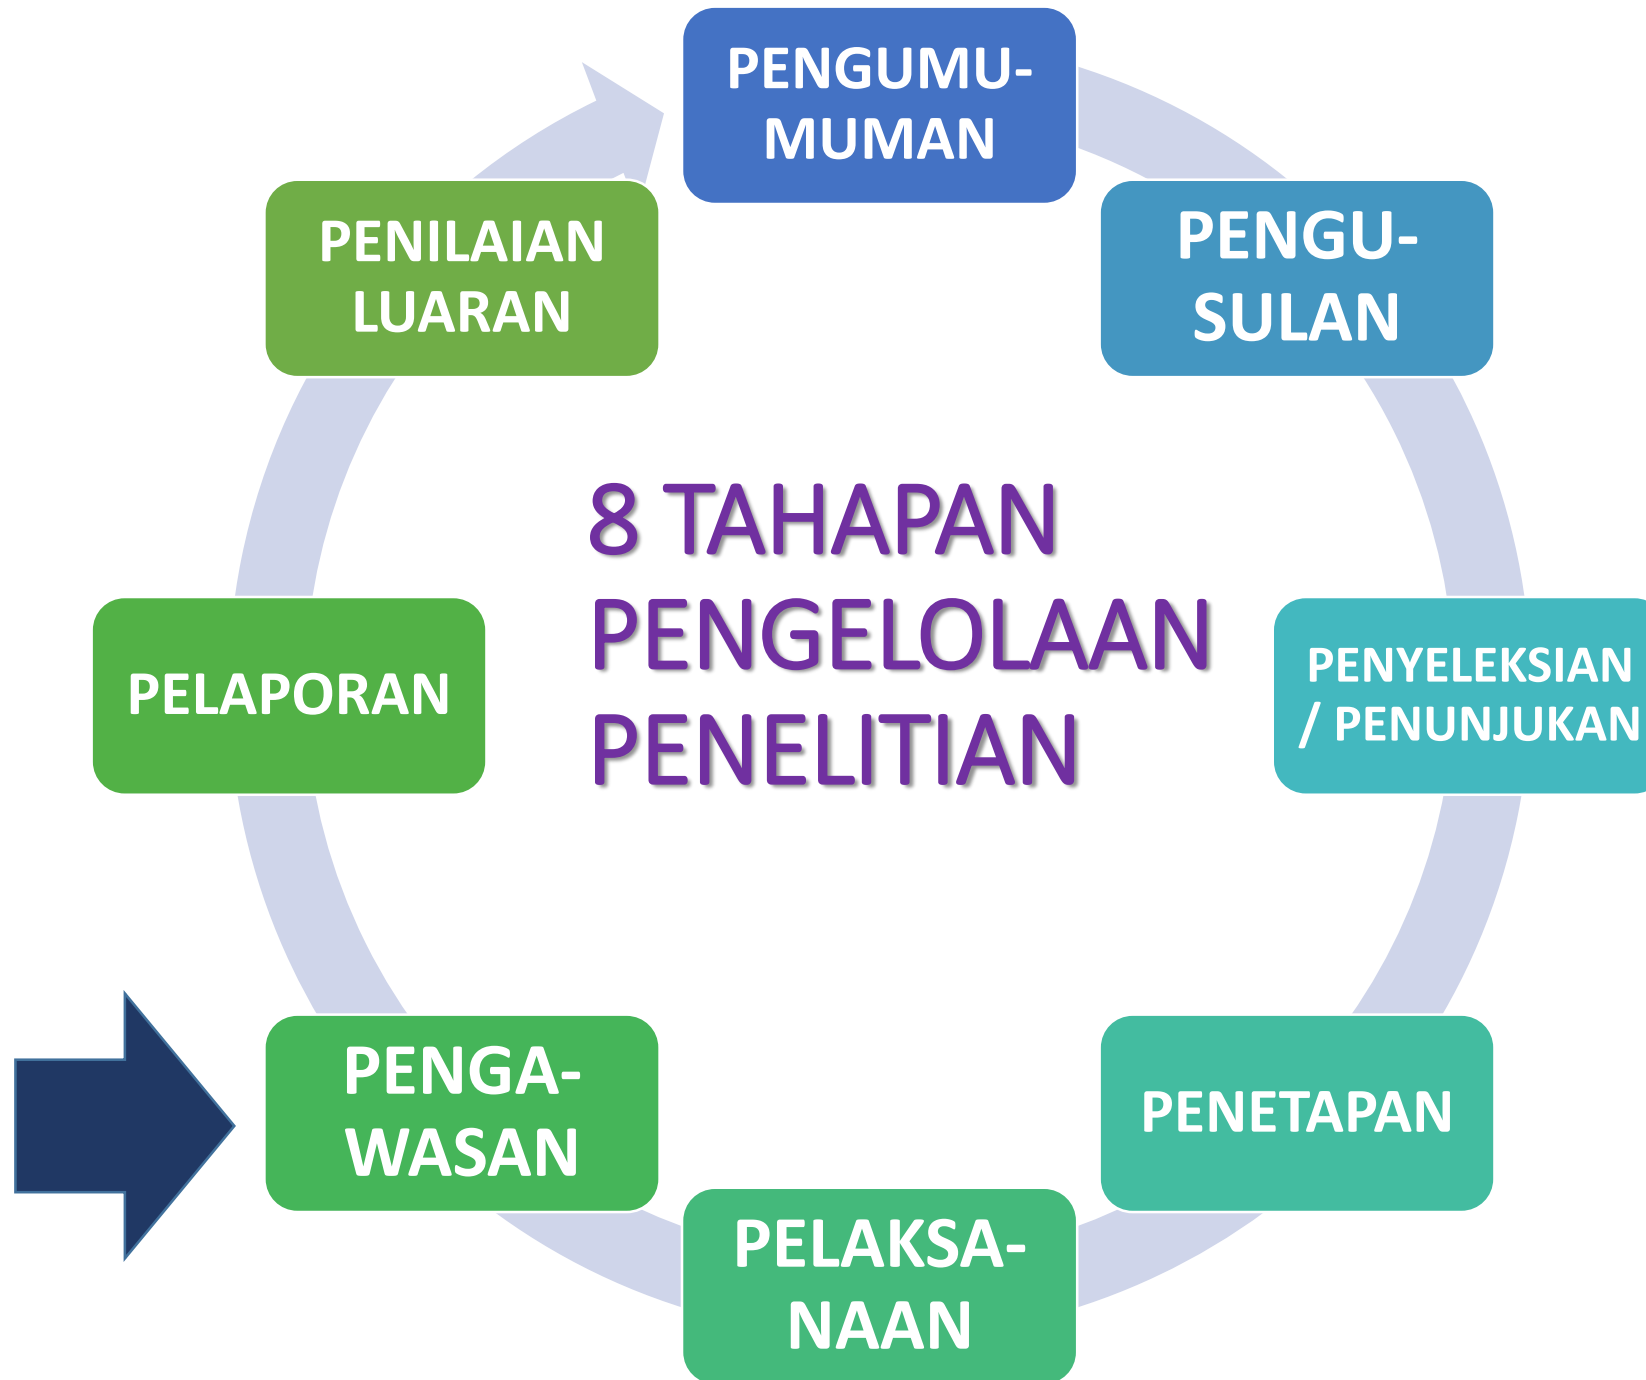 PENGUMU-
MUMAN
PENGU-
SULAN
PENYELEKSIAN
/ PENUNJUKAN
PENETAPAN
PELAKSA-
NAAN
PENGA-
WASAN
PELAPORAN
PENILAIAN
LUARAN
8 TAHAPAN
PENGELOLAAN
PENELITIAN